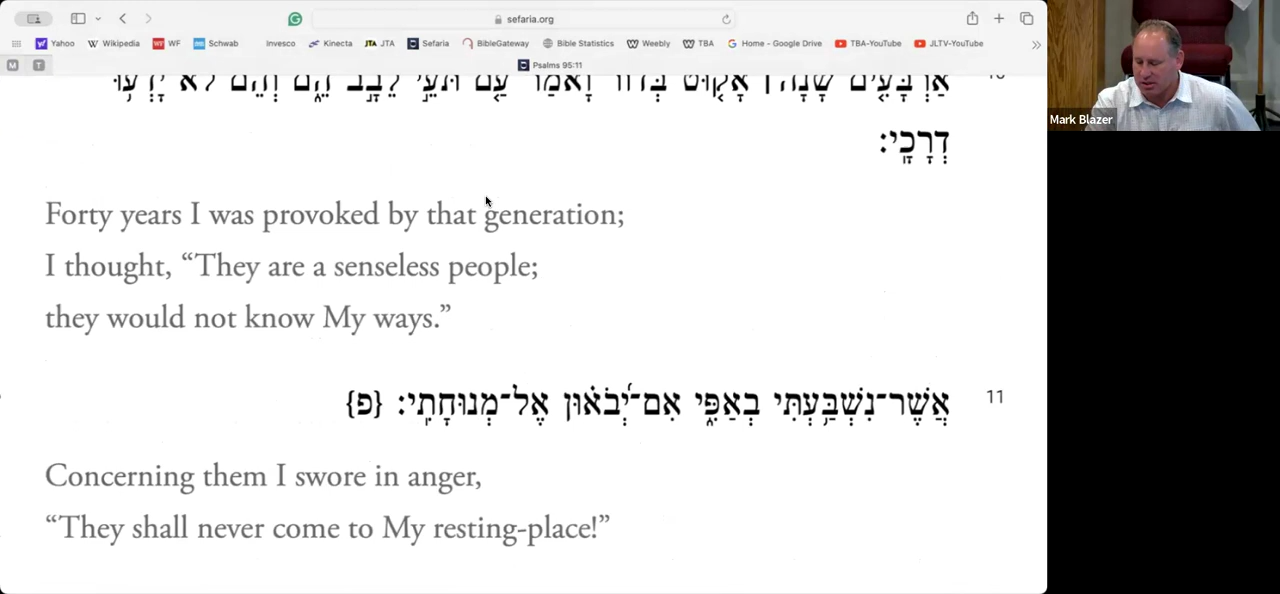 sefaria.org
Yahoo Wikipedia WF Schwab Invesco Kinecta JTA Sefaria BibleGateway Bible Statistics Weebly TBA Home - Google Drive TBA-YouTube JLTV-YouTube
M T Psalms 95:11
Mark Blazer
אַרְבָּ֘עִ֤ים שָׁנָ֨ה ׀ אָ֘ק֤וּט בְּד֗וֹר וָאֹמַ֗ר עַ֤ם תֹּעֵ֣י לֵבָ֣ב הֵ֑ם וְ֝הֵ֗ם לֹא־יָדְע֥וּ
דְרָכָֽי׃
Forty years I was provoked by that generation;
I thought, “They are a senseless people;
they would not know My ways.”
11 אֲשֶׁר־נִשְׁבַּ֥עְתִּי בְאַפִּ֑י אִם־יְ֝בֹא֗וּן אֶל־מְנוּחָתִֽי׃ {פ}
Concerning them I swore in anger,
“They shall never come to My resting-place!”